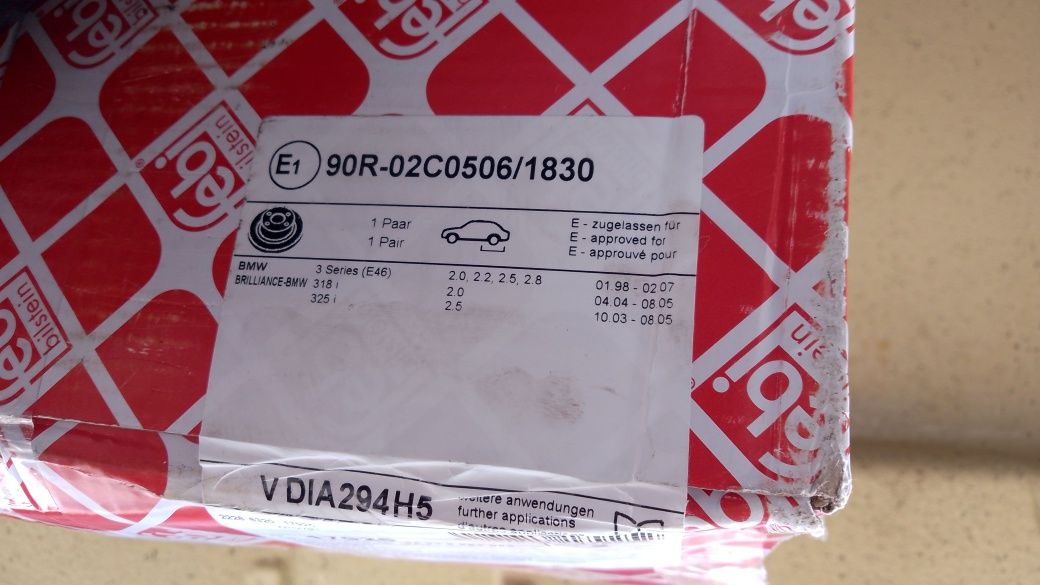 febi
bilstein
E1 90R-02C0506/1830
1 Paar
1 Pair
E - zugelassen für
E - approved for
E - approuvé pour
BMW 3 Series (E46) 2.0, 2.2, 2.5, 2.8 01.98 - 02.07
BRILLIANCE-BMW 318 i 2.0 04.04 - 08.05
325 i 2.5 10.03 - 08.05
V DIA294H5
weitere anwendungen
further applications
d'autres